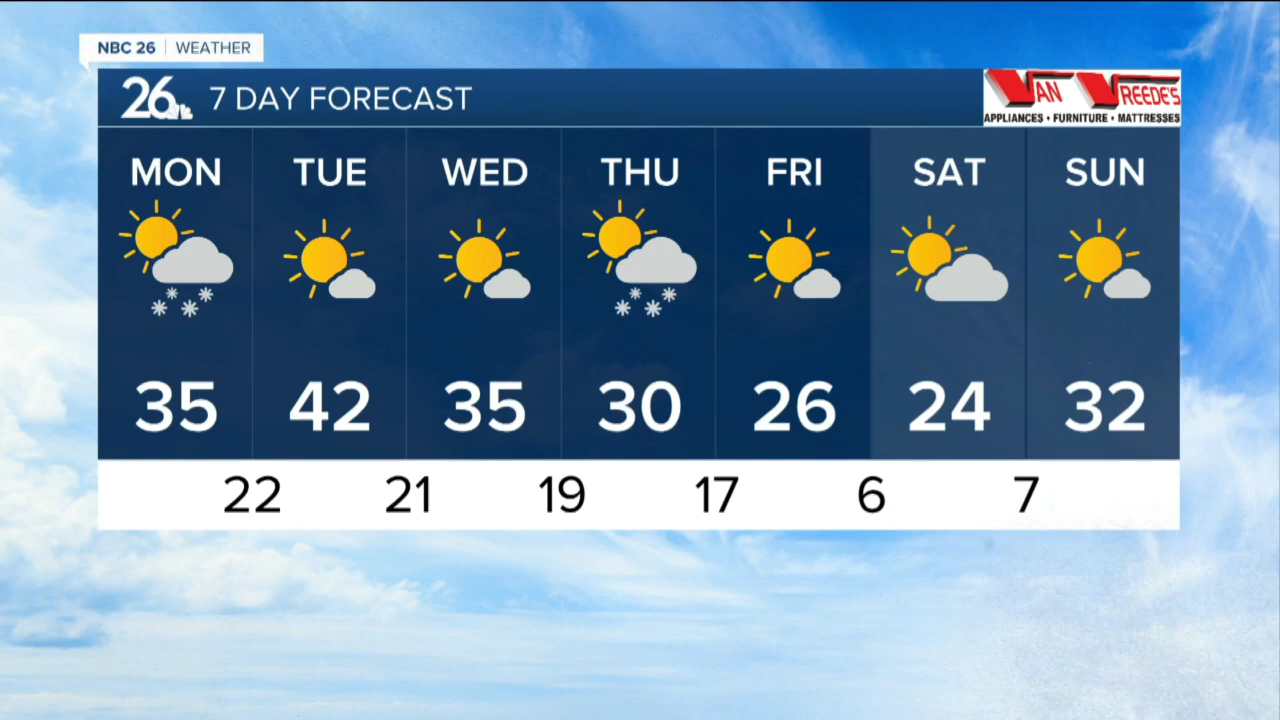 NBC 26 | WEATHER
26 7 DAY FORECAST
VAN VREEDE'S
APPLIANCES • FURNITURE • MATTRESSES
MON TUE WED THU FRI SAT SUN
35 42 35 30 26 24 32
22 21 19 17 6 7